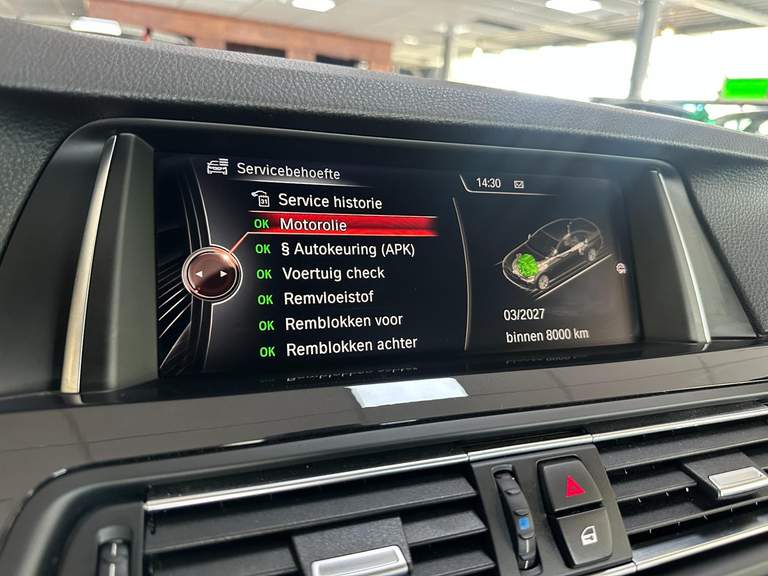 Servicebehoefte
14:30
31 Service historie
OK Motorolie
OK § Autokeuring (APK)
OK Voertuig check
OK Remvloeistof
OK Remblokken voor
OK Remblokken achter
03/2027
binnen 8000 km